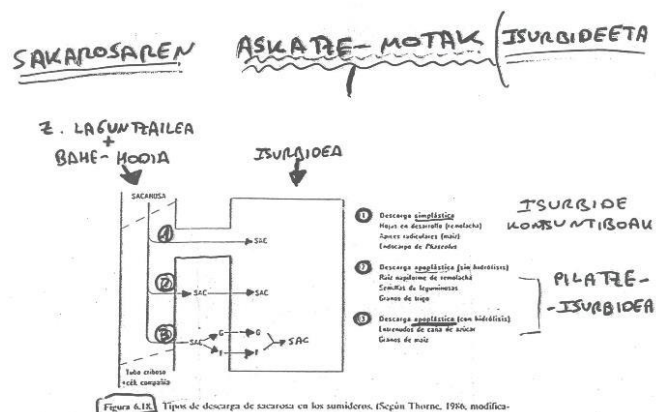 SAKAROSAREN ASKATZE-MOTAK (ISURBIDEETA
Z. LAGUNTZAILEA
+
BAHE-HODIA
ISURBIDEA
SACAROSA
1 SAC
2 SAC SAC
3 SAC G G SAC
F F
Tubo criboso
+cél. compañía
1 Descarga simplástica
Hojas en desarrollo (remolacha)
Apices radiculares (maíz)
Endocarpo de Phaseolus
2 Descarga apoplástica (sin hidrólisis)
Raíz napiforme de remolacha
Semillas de leguminosas
Granos de trigo
3 Descarga apoplástica (con hidrólisis)
Entrenudos de caña de azúcar
Granos de maíz
ISURBIDE
KONTSUNTIBOAK
PILATZE-
-ISURBIDEA
Figura 6.IX. Tipos de descarga de sacarosa en los sumideros. (Según Thorne, 1986, modifica-